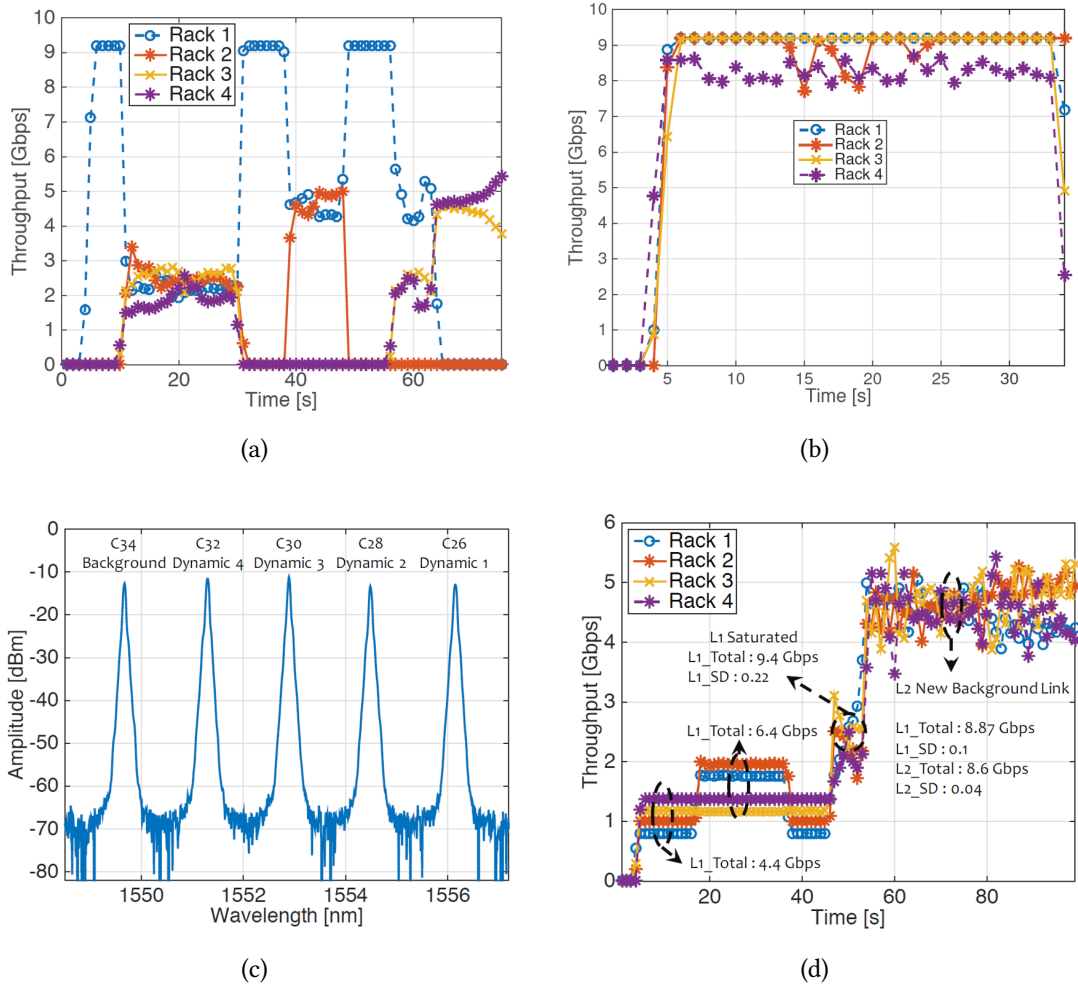 10
9
8
7
6
5
4
3
2
1
0
Throughput [Gbps]
Rack 1
Rack 2
Rack 3
Rack 4
0 20 40 60
Time [s]
(a)
10
9
8
7
6
5
4
3
2
1
0
Throughput [Gbps]
Rack 1
Rack 2
Rack 3
Rack 4
5 10 15 20 25 30
Time [s]
(b)
0
-10
-20
-30
-40
-50
-60
-70
-80
Amplitude [dBm]
C34 C32 C30 C28 C26
Background Dynamic 4 Dynamic 3 Dynamic 2 Dynamic 1
1550 1552 1554 1556
Wavelength [nm]
(c)
6
5
4
3
2
1
0
Throughput [Gbps]
Rack 1
Rack 2
Rack 3
Rack 4
L1 Saturated
L1_Total : 9.4 Gbps
L1_SD : 0.22
L1_Total : 6.4 Gbps
L1_Total : 4.4 Gbps
L2 New Background Link
L1_Total : 8.87 Gbps
L1_SD : 0.1
L2_Total : 8.6 Gbps
L2_SD : 0.04
20 40 60 80
Time [s]
(d)